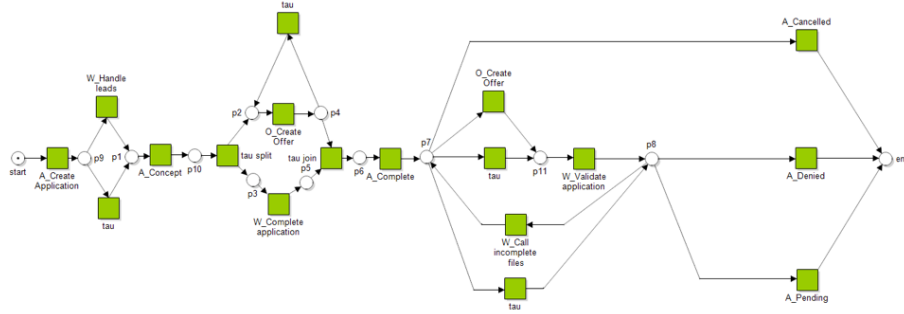 tau
A_Cancelled
W_Handle
leads
O_Create
Offer
p2
p4
O_Create
Offer
p7
p1
p9
A_Concept
p10
tau split
tau join
p5
p6
A_Complete
tau
p11
W_Validate
application
p8
A_Denied
en
start
A_Create
Application
p3
W_Complete
application
tau
W_Call
incomplete
files
tau
A_Pending